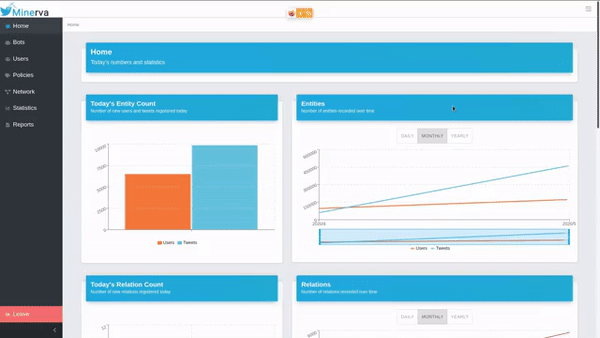 Minerva
Home
Bots
Users
Policies
Network
Statistics
Reports
Leave
Home
Home
Today's numbers and statistics
Today's Entity Count
Number of new users and tweets registered today
10000
7500
5000
2500
0
Users Tweets
Entities
Number of entities recorded over time
DAILY MONTHLY YEARLY
600000
450000
300000
150000
0
2020/4 2020/5
Users Tweets
Today's Relation Count
Number of new relations registered today
Relations
Number of relations recorded over time
DAILY MONTHLY YEARLY